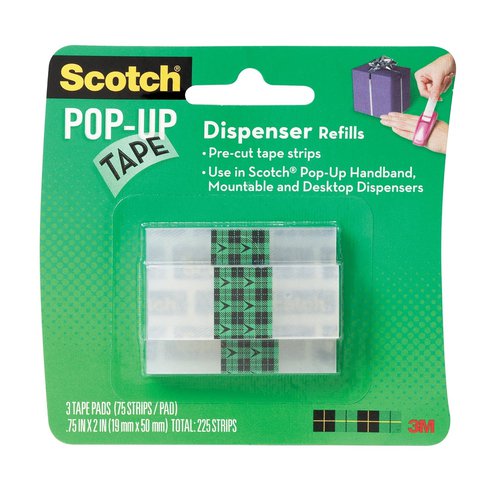 Scotch
POP-UP
TAPE
Dispenser Refills
• Pre-cut tape strips
• Use in Scotch® Pop-Up Handband,
Mountable and Desktop Dispensers
3 TAPE PADS (75 STRIPS / PAD)
.75 IN X 2 IN (19 mm x 50 mm) TOTAL: 225 STRIPS
3M